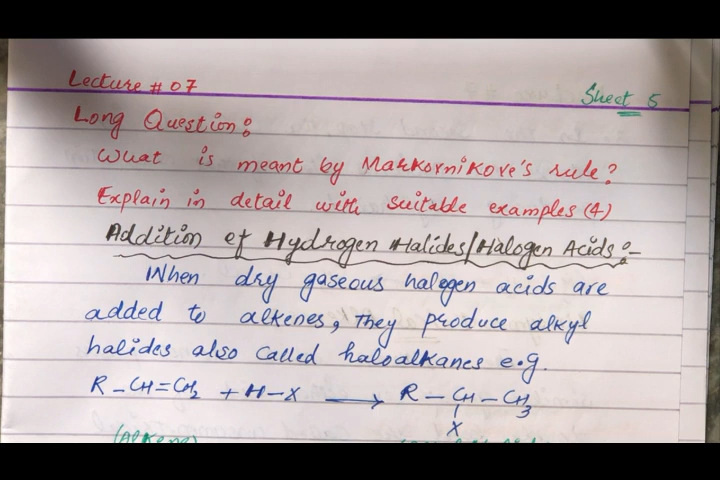 Lecture # 07
Sheet 5
Long Question:
What is meant by Markovnikove's rule?
Explain in detail with suitable examples (4)
Addition of Hydrogen Halides/Halogen Acids:-
When dry gaseous halogen acids are
added to alkenes, they produce alkyl
halides also called haloalkanes e.g.
R-CH=CH2 + H-X ⟶ R-CH-CH3
X
(Alkene)